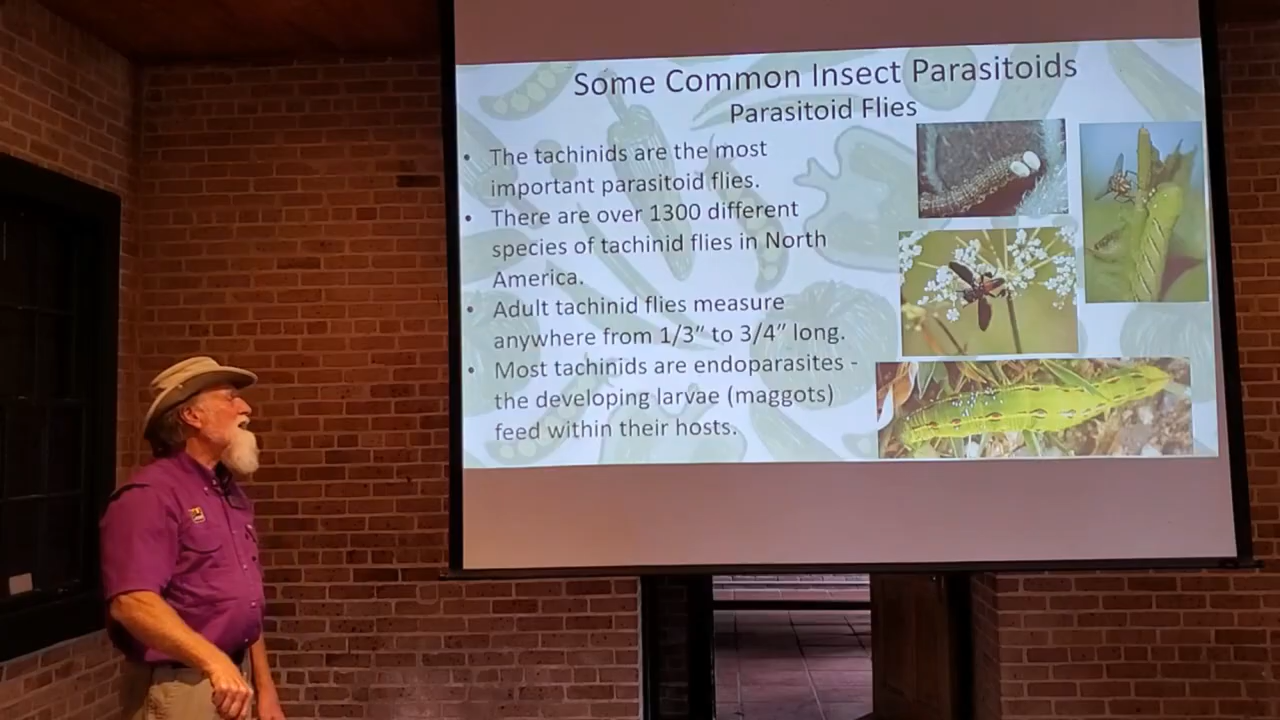 Some Common Insect Parasitoids
Parasitoid Flies
• The tachinids are the most
important parasitoid flies.
• There are over 1300 different
species of tachinid flies in North
America.
• Adult tachinid flies measure
anywhere from 1/3” to 3/4” long.
• Most tachinids are endoparasites -
the developing larvae (maggots)
feed within their hosts.